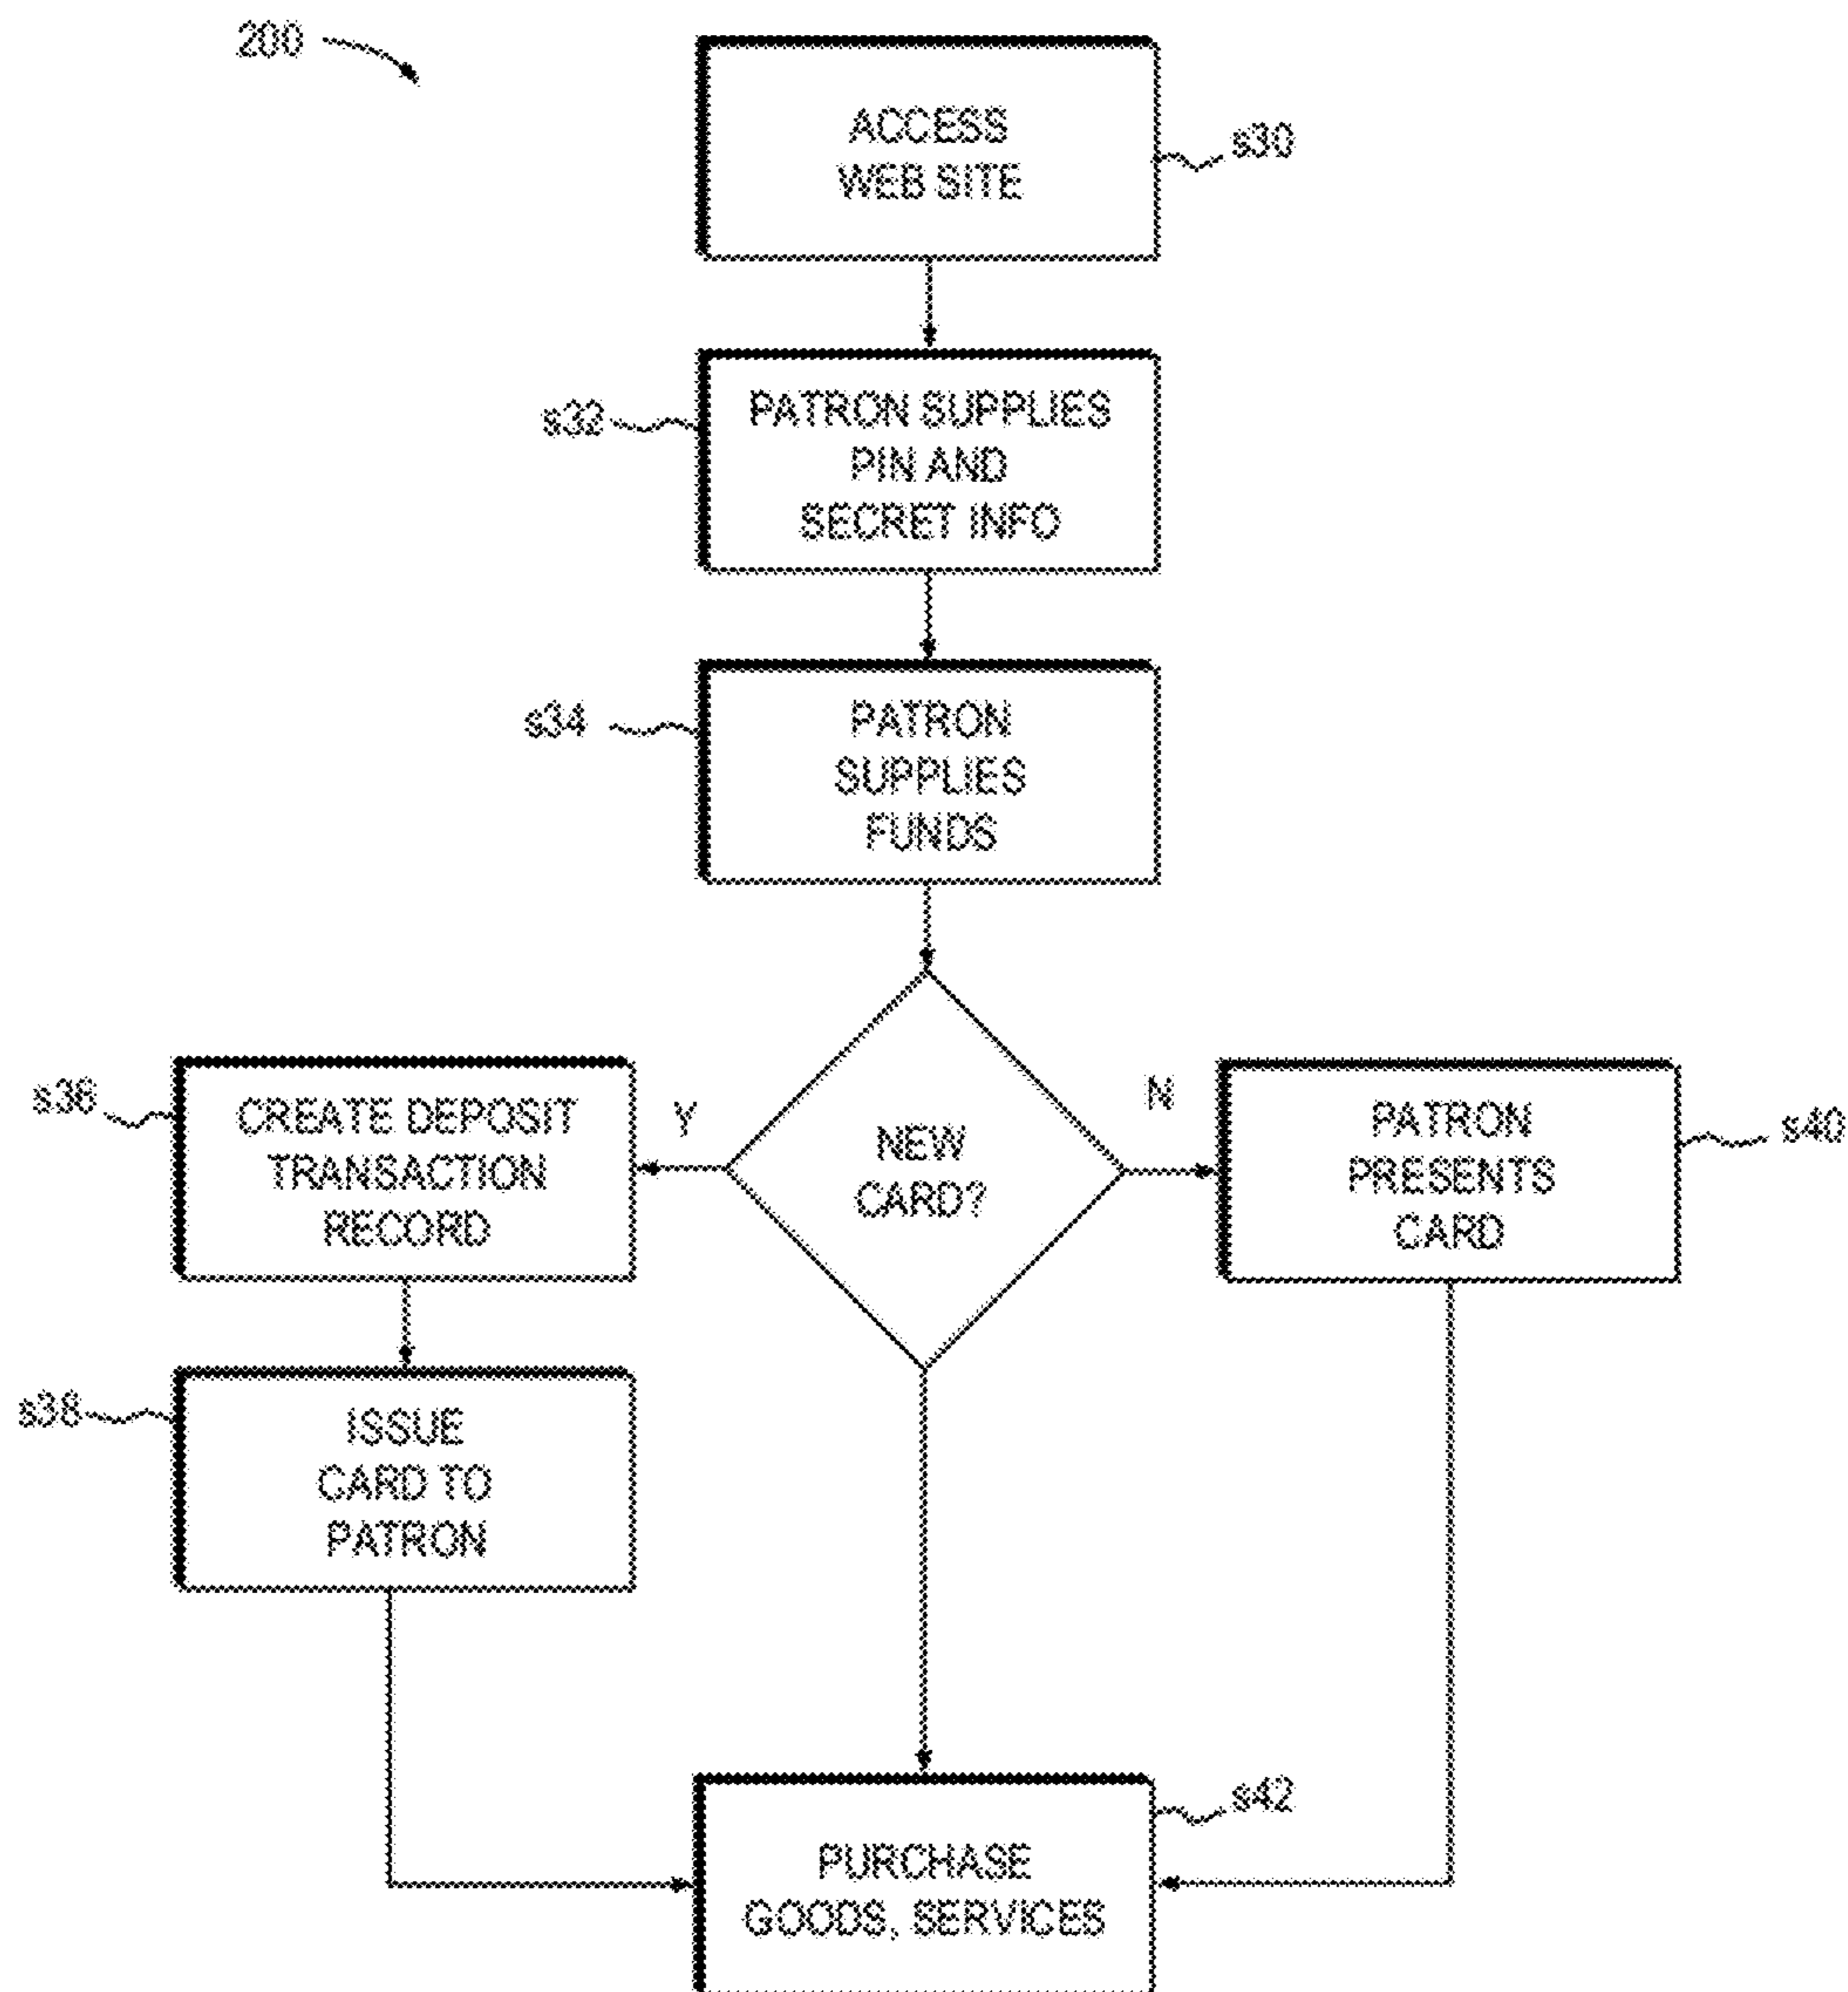 200
ACCESS
WEB SITE
s30
s32
PATRON SUPPLIES
PIN AND
SECRET INFO
s34
PATRON
SUPPLIES
FUNDS
s36
CREATE DEPOSIT
TRANSACTION
RECORD
Y
NEW
CARD?
N
PATRON
PRESENTS
CARD
s40
s38
ISSUE
CARD TO
PATRON
s42
PURCHASE
GOODS, SERVICES